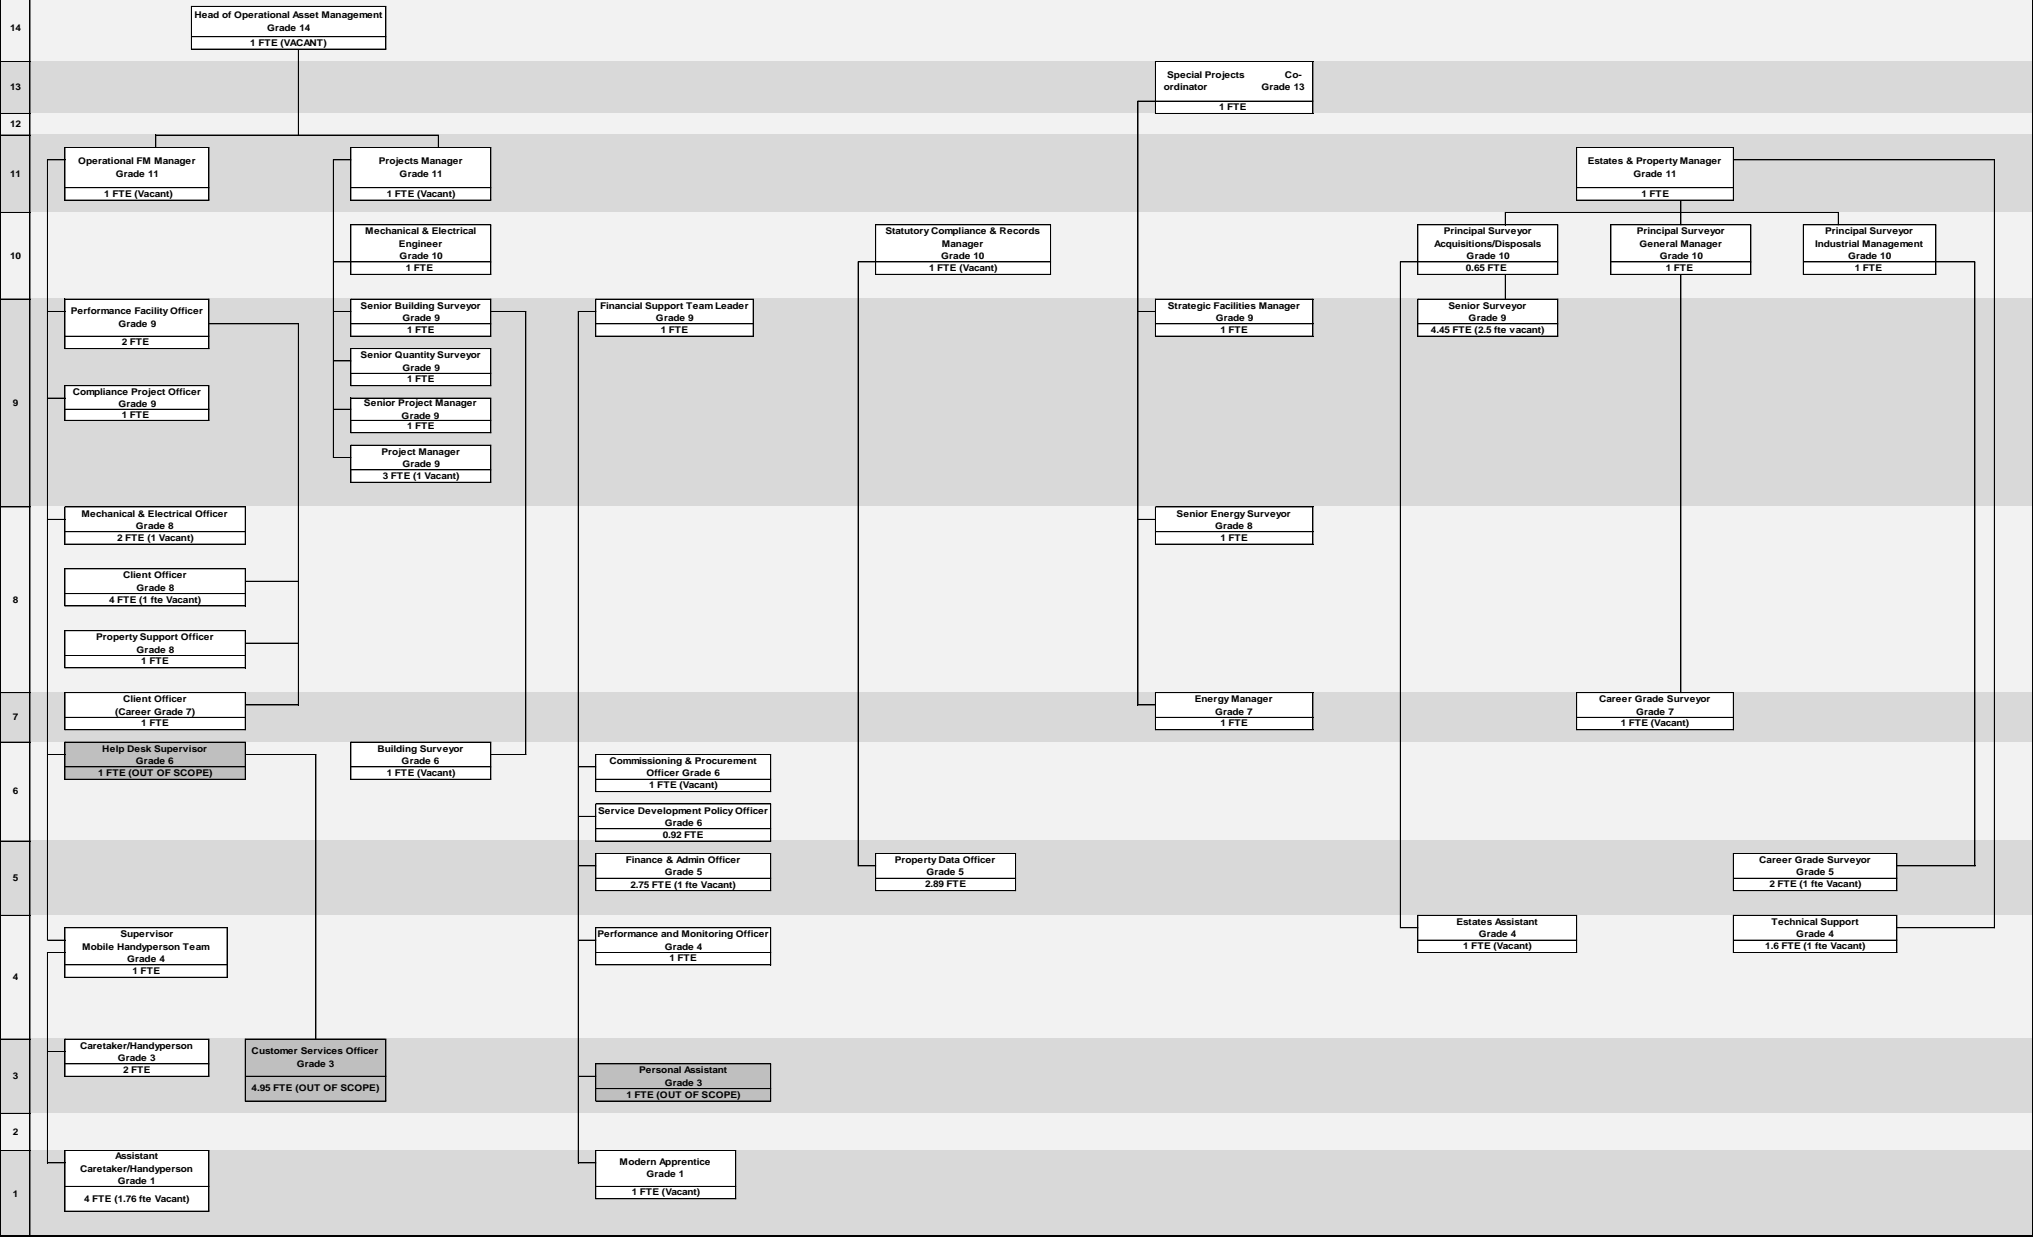 14
Head of Operational Asset Management
Grade 14
1 FTE (VACANT)
13
Special Projects Co-
ordinator Grade 13
1 FTE
12
11
Operational FM Manager
Grade 11
1 FTE (Vacant)
Projects Manager
Grade 11
1 FTE (Vacant)
Estates & Property Manager
Grade 11
1 FTE
10
Mechanical & Electrical
Engineer
Grade 10
1 FTE
Statutory Compliance & Records
Manager
Grade 10
1 FTE (Vacant)
Principal Surveyor
Acquisitions/Disposals
Grade 10
0.65 FTE
Principal Surveyor
General Manager
Grade 10
1 FTE
Principal Surveyor
Industrial Management
Grade 10
1 FTE
9
Performance Facility Officer
Grade 9
2 FTE
Senior Building Surveyor
Grade 9
1 FTE
Financial Support Team Leader
Grade 9
1 FTE
Strategic Facilities Manager
Grade 9
1 FTE
Senior Surveyor
Grade 9
4.45 FTE (2.5 fte vacant)
Senior Quantity Surveyor
Grade 9
1 FTE
Compliance Project Officer
Grade 9
1 FTE
Senior Project Manager
Grade 9
1 FTE
Project Manager
Grade 9
3 FTE (1 Vacant)
8
Mechanical & Electrical Officer
Grade 8
2 FTE (1 Vacant)
Senior Energy Surveyor
Grade 8
1 FTE
Client Officer
Grade 8
4 FTE (1 fte Vacant)
Property Support Officer
Grade 8
1 FTE
7
Client Officer
(Career Grade 7)
1 FTE
Energy Manager
Grade 7
1 FTE
Career Grade Surveyor
Grade 7
1 FTE (Vacant)
6
Help Desk Supervisor
Grade 6
1 FTE (OUT OF SCOPE)
Building Surveyor
Grade 6
1 FTE (Vacant)
Commissioning & Procurement
Officer Grade 6
1 FTE (Vacant)
Service Development Policy Officer
Grade 6
0.92 FTE
5
Finance & Admin Officer
Grade 5
2.75 FTE (1 fte Vacant)
Property Data Officer
Grade 5
2.89 FTE
Career Grade Surveyor
Grade 5
2 FTE (1 fte Vacant)
4
Supervisor
Mobile Handyperson Team
Grade 4
1 FTE
Performance and Monitoring Officer
Grade 4
1 FTE
Estates Assistant
Grade 4
1 FTE (Vacant)
Technical Support
Grade 4
1.6 FTE (1 fte Vacant)
3
Caretaker/Handyperson
Grade 3
2 FTE
Customer Services Officer
Grade 3
4.95 FTE (OUT OF SCOPE)
Personal Assistant
Grade 3
1 FTE (OUT OF SCOPE)
2
1
Assistant
Caretaker/Handyperson
Grade 1
4 FTE (1.76 fte Vacant)
Modern Apprentice
Grade 1
1 FTE (Vacant)